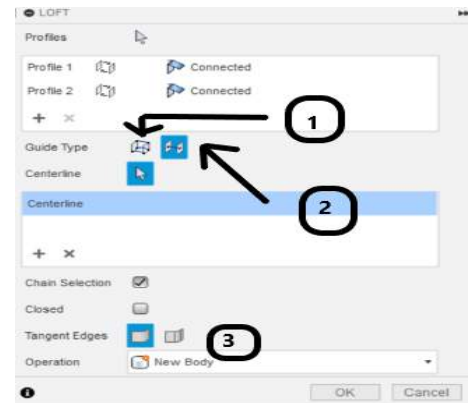 LOFT
Profiles
Profile 1 Connected
Profile 2 Connected
1
Guide Type
Centerline
2
Centerline
Chain Selection
Closed
Tangent Edges
3
Operation New Body
OK Cancel